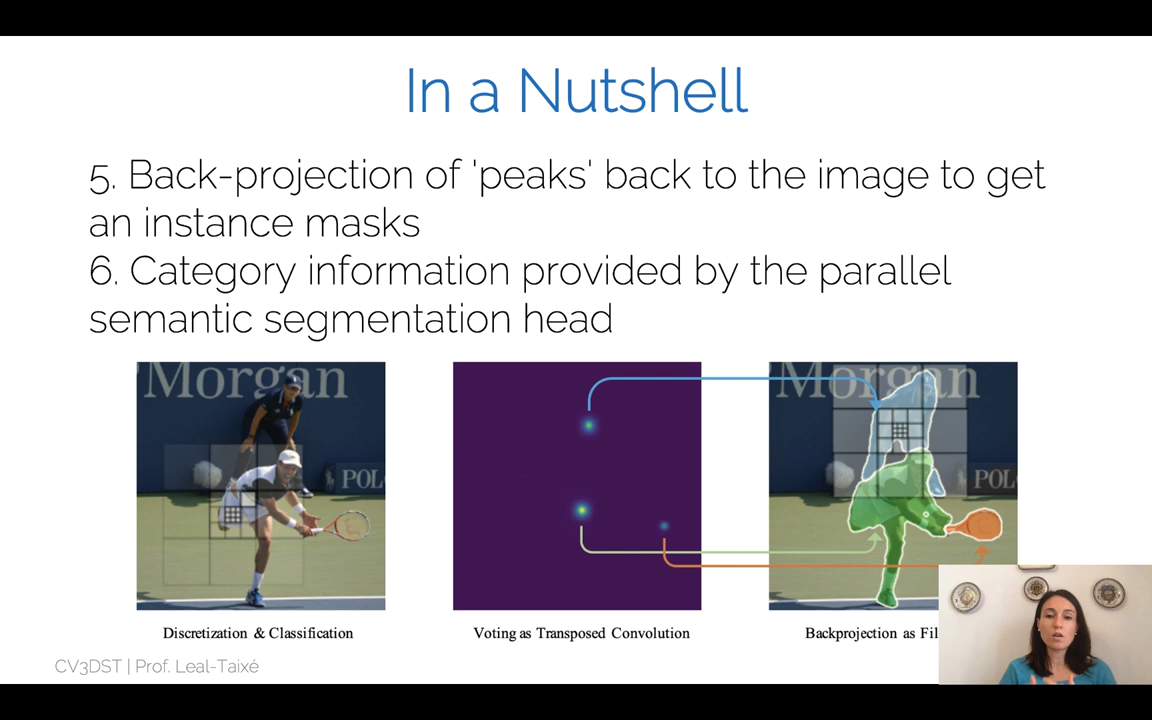 In a Nutshell
5. Back-projection of 'peaks' back to the image to get
an instance masks
6. Category information provided by the parallel
semantic segmentation head
Morgan
POL
Morgan
POL
Discretization & Classification
Voting as Transposed Convolution
Backprojection as Fil
CV3DST | Prof. Leal-Taixé